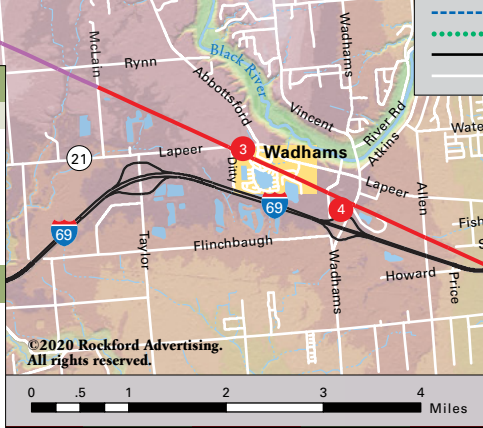 McLain
Rynn
Abbottsford
Black River
Wadhams
Vincent
River Rd
Atkins
Wate
21
Lapeer
3
Wadhams
Ditty
69
Lapeer
Allen
4
69
Taylor
Flinchbaugh
Wadhams
Howard
Fish
S
Price
©2020 Rockford Advertising.
All rights reserved.
0 .5 1 2 3 4 Miles